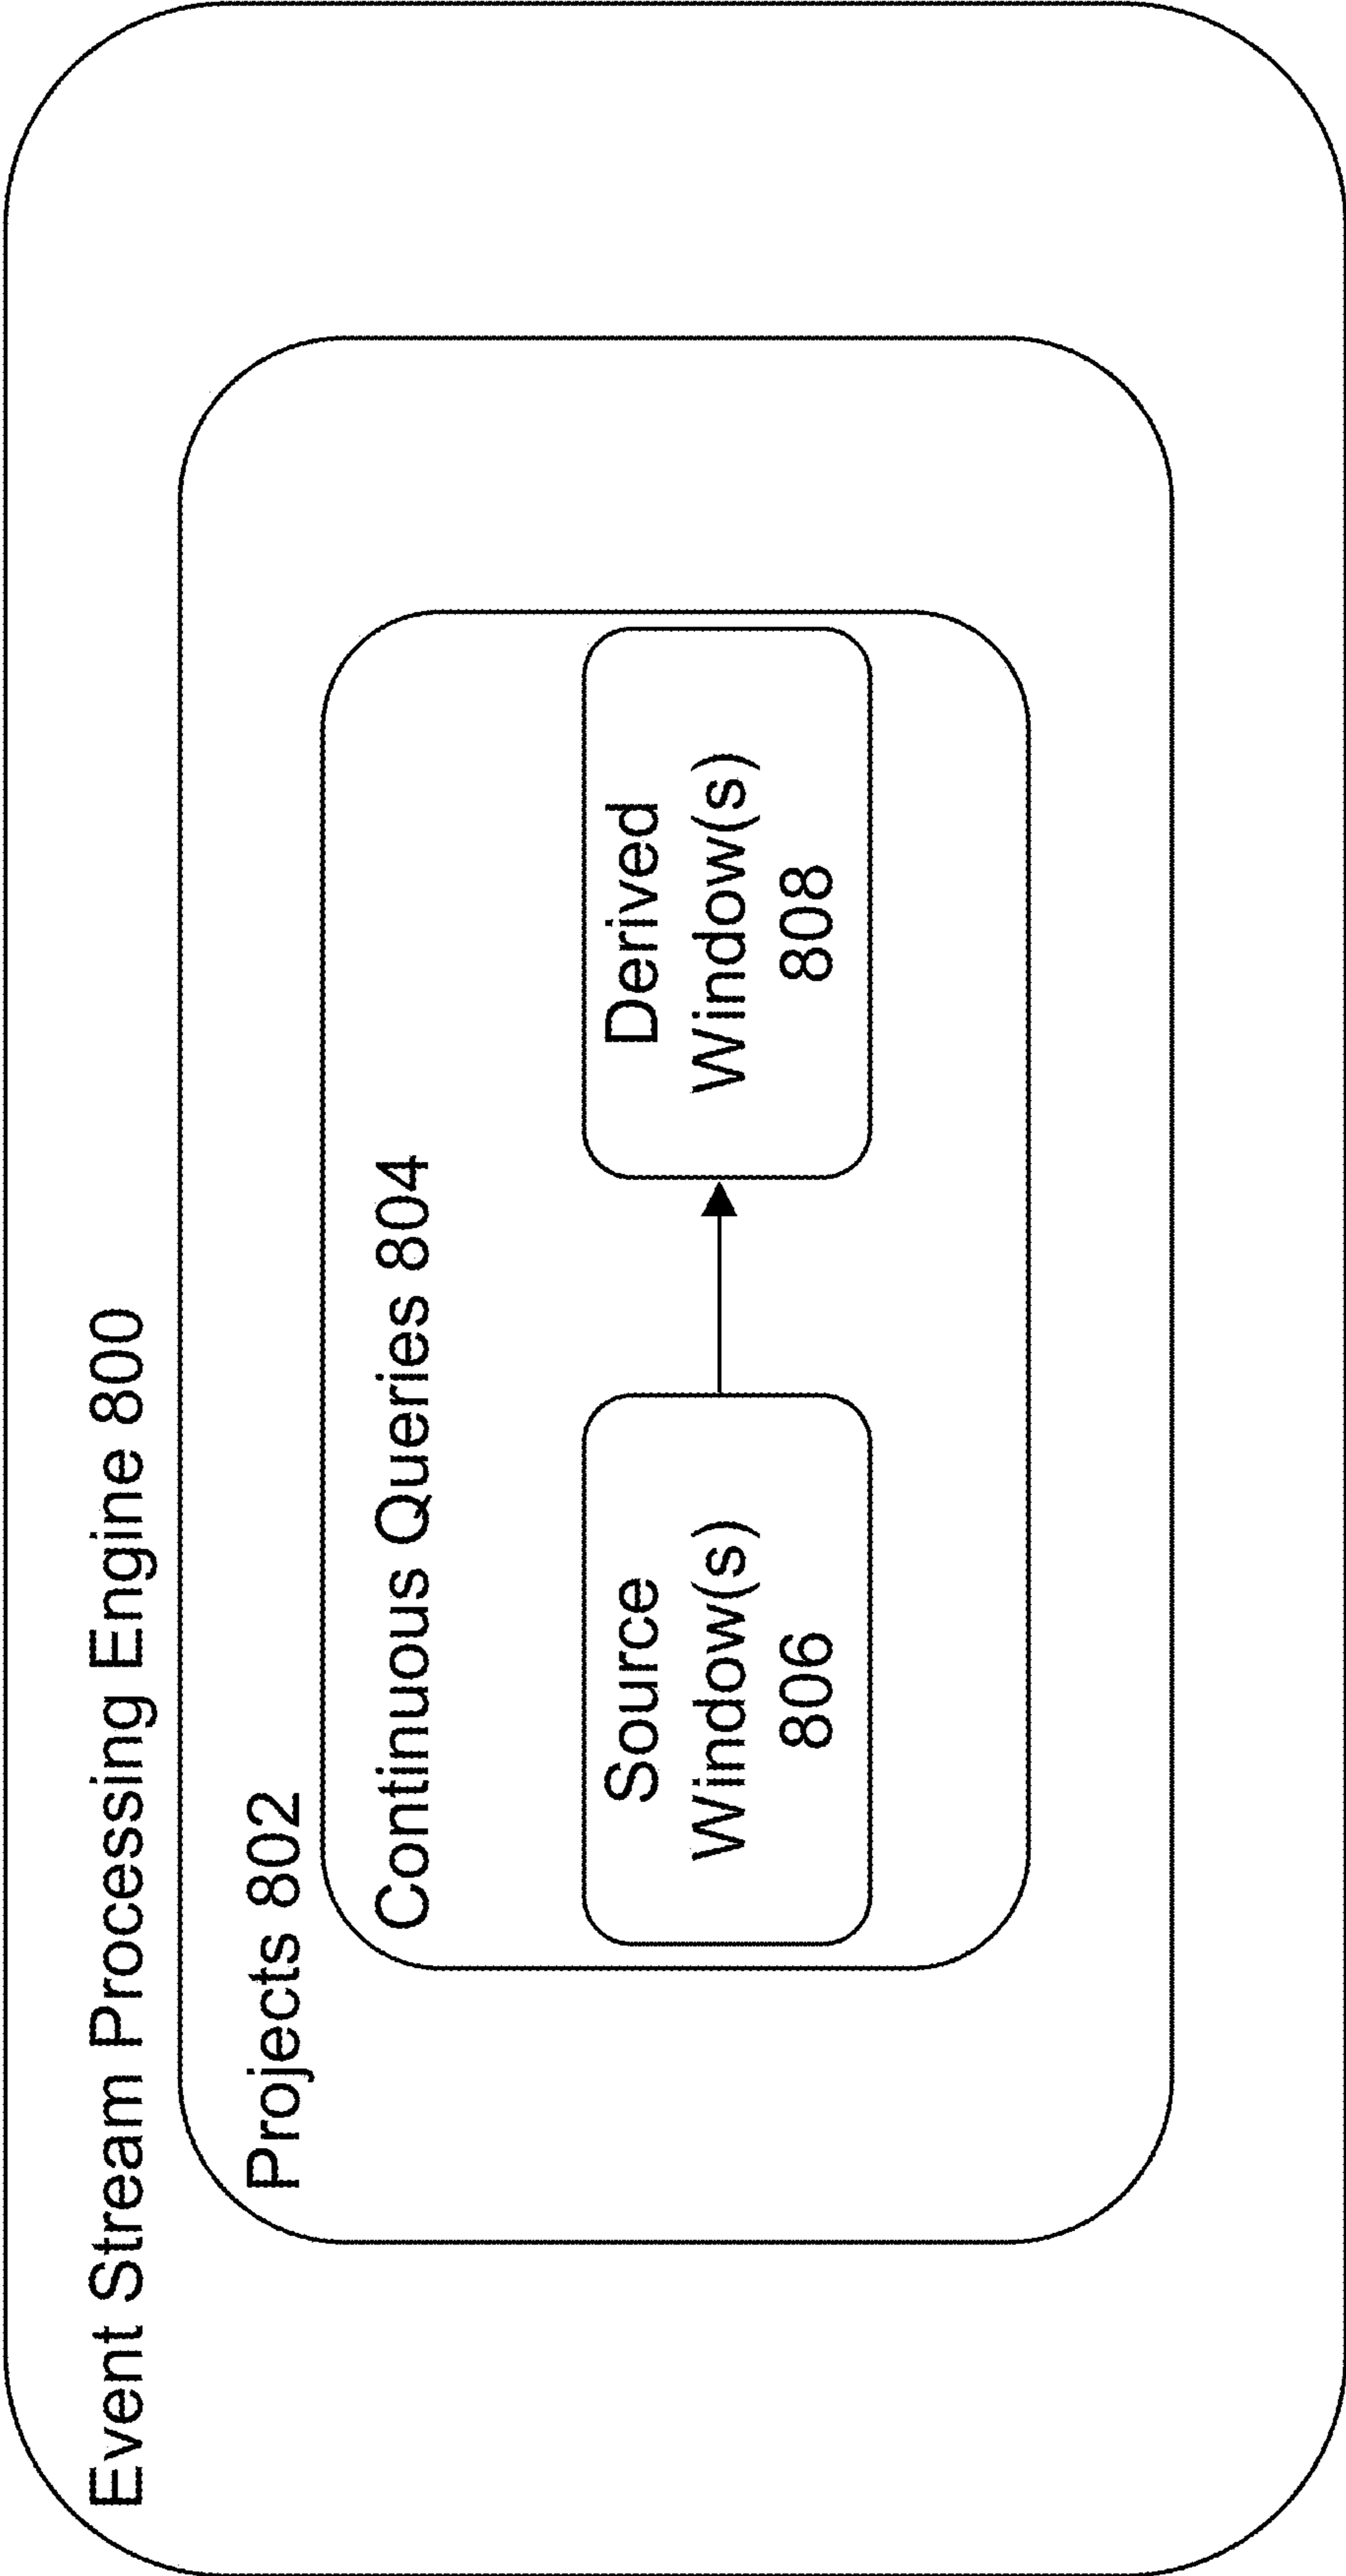 Event Stream Processing Engine 800
Projects 802
Continuous Queries 804
Source
Window(s)
806
Derived
Window(s)
808